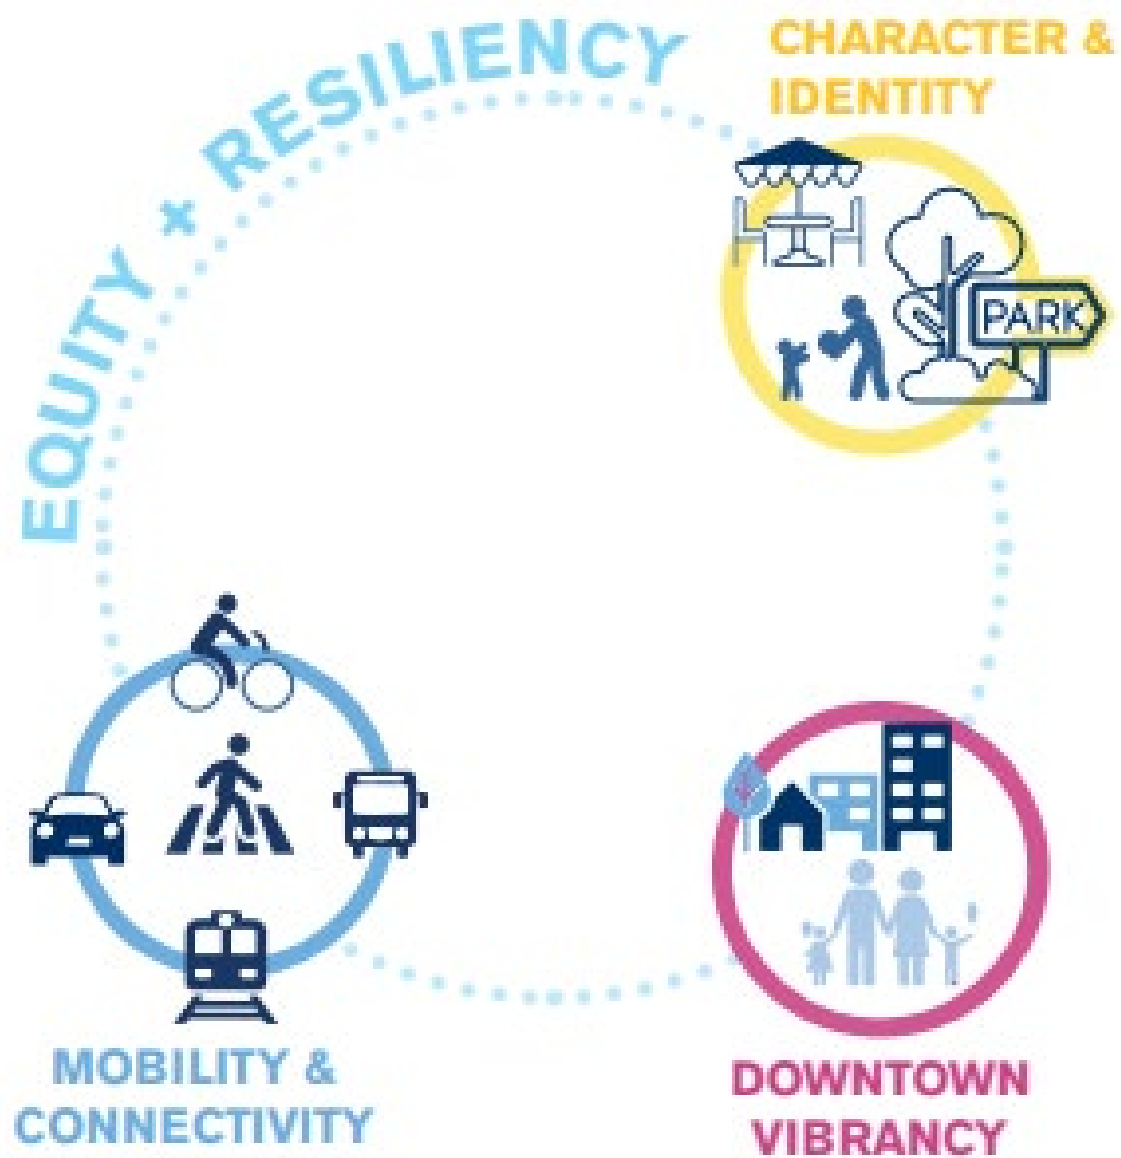 EQUITY + RESILIENCY
CHARACTER &
IDENTITY
PARK
MOBILITY &
CONNECTIVITY
DOWNTOWN
VIBRANCY